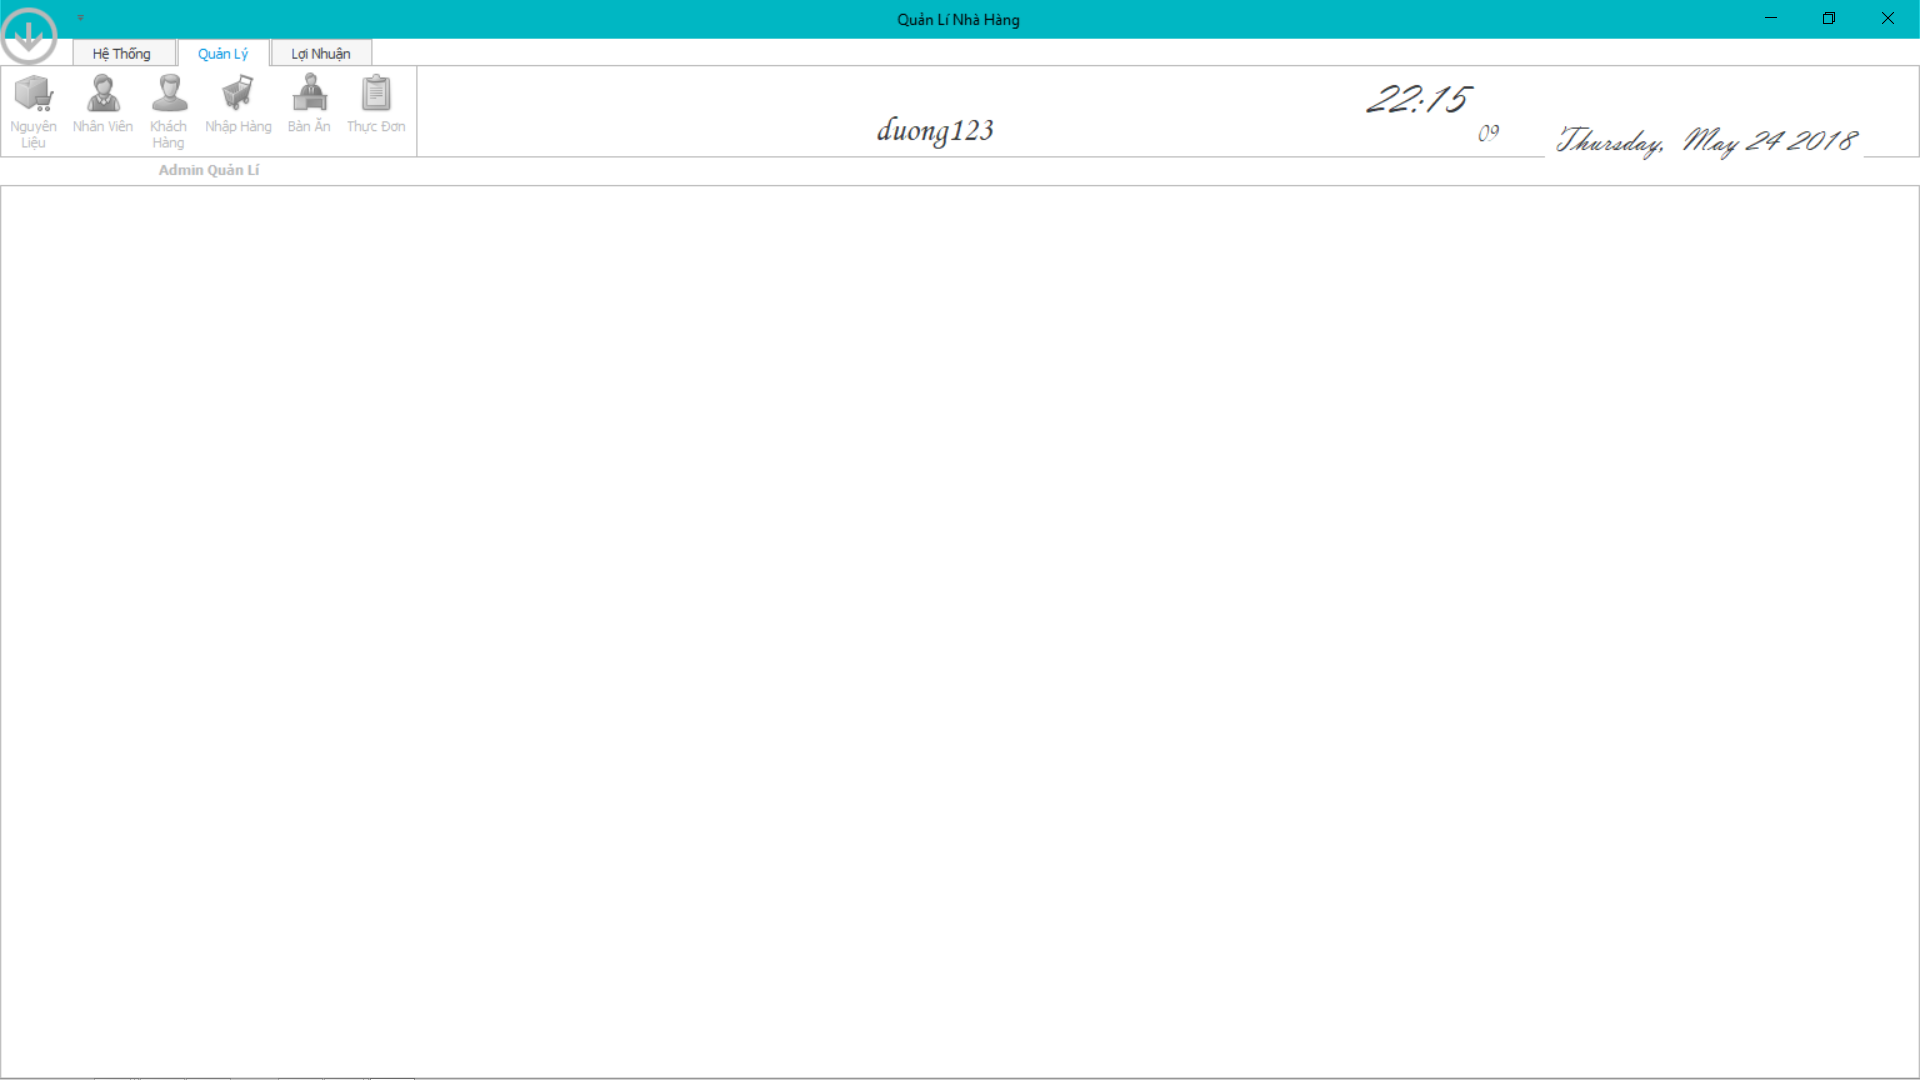 Quản Lí Nhà Hàng
Hệ Thống
Quản Lý
Lợi Nhuận
Nguyên
Liệu
Nhân Viên
Khách
Hàng
Nhập Hàng
Bàn Ăn
Thực Đơn
Admin Quản Lí
duong123
22:15
09
Thursday, May 24 2018